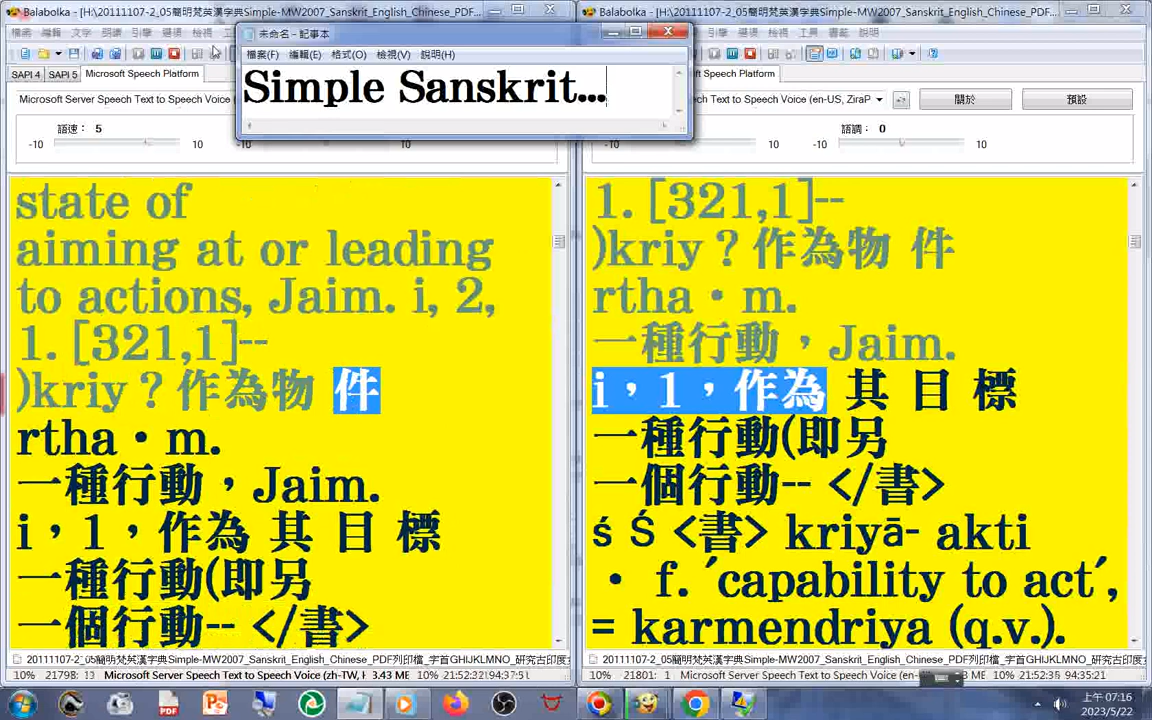 Balabolka - [H:\20111107-2_05簡明梵英漢字典Simple-MW2007_Sanskrit_English_Chinese_PDF...
Balabolka - [H:\20111107-2_05簡明梵英漢字典Simple-MW2007_Sanskrit_English_Chinese_PDF...
未命名 - 記事本
檔案(F) 編輯(E) 格式(O) 檢視(V) 說明(H)
Simple Sanskrit...
SAPI 4 SAPI 5 Microsoft Speech Platform
t Speech Platform
Microsoft Server Speech Text to Speech Voice
Text to Speech Voice (en-US, ZiraP
關於
預設
語速： 5
-10 10
10
語調： 0
10 -10 10
state of
aiming at or leading
to actions, Jaim. i, 2,
1. [321,1]--
)kriy？作為物 件
rtha•m.
一種行動，Jaim.
i，1，作為 其 目 標
一種行動(即另
一個行動-- </書>
1. [321,1]--
)kriy？作為物 件
rtha•m.
一種行動，Jaim.
i，1，作為 其 目 標
一種行動(即另
一個行動-- </書>
ś Ś <書> kriyā- akti
• f. ′capability to act′,
= karmendriya (q.v.).
20111107-2_05簡明梵英漢字典Simple-MW2007_Sanskrit_English_Chinese_PDF列印檔_字首GHIJKLMNO_研究古印度
20111107-2_05簡明梵英漢字典Simple-MW2007_Sanskrit_English_Chinese_PDF列印檔_字首GHIJKLMNO_研究古印度
10% 21798: 1 Microsoft Server Speech Text to Speech Voice (zh-TW, 3.43 MB 10%
10% 21801: 1 Microsoft Server Speech Text to Speech Voice 10% 21:52:35 94:35:21
上午 07:16
2023/5/22